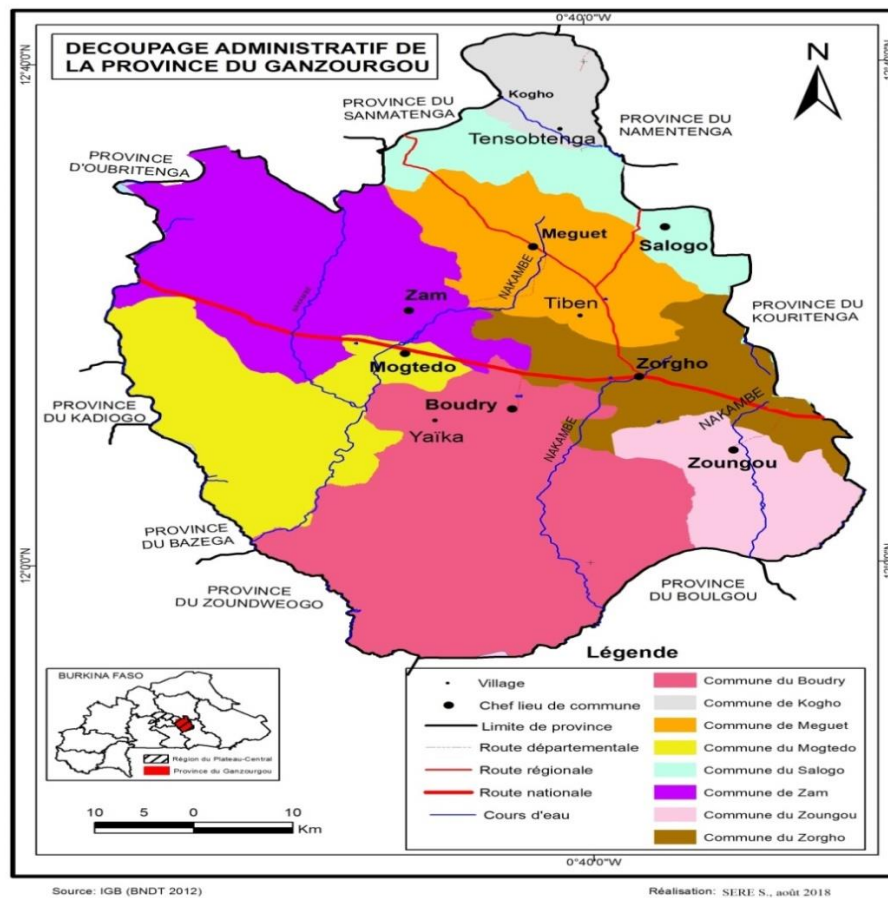 0°40'0"W
DECOUPAGE ADMINISTRATIF DE
LA PROVINCE DU GANZOURGOU
N
12°40'0"N
12°40'0"N
Kogho
PROVINCE DU
SANMATENGA
PROVINCE DU
NAMENTENGA
Tensobtenga
PROVINCE
D'OUBRITENGA
Meguet
Salogo
NAKAMBE
Zam
Tiben
PROVINCE DU
KOURITENGA
Mogtedo
Zorgho
Boudry
PROVINCE
DU KADIOGO
Yaïka
NAKAMBE
NAKAMBE
Zoungou
PROVINCE
DU BAZEGA
12°0'0"N
12°0'0"N
PROVINCE
DU ZOUNDWEOGO
PROVINCE
DU BOULGOU
Légende
Village
Chef lieu de commune
Limite de province
Route départementale
Route régionale
Route nationale
Cours d'eau
Commune du Boudry
Commune de Kogho
Commune de Meguet
Commune du Mogtedo
Commune du Salogo
Commune de Zam
Commune du Zoungou
Commune du Zorgho
BURKINA FASO
Région du Plateau-Central
Province du Ganzourgou
10 0 10
Km
0°40'0"W
Source: IGB (BNDT 2012)
Réalisation: SERE S., août 2018